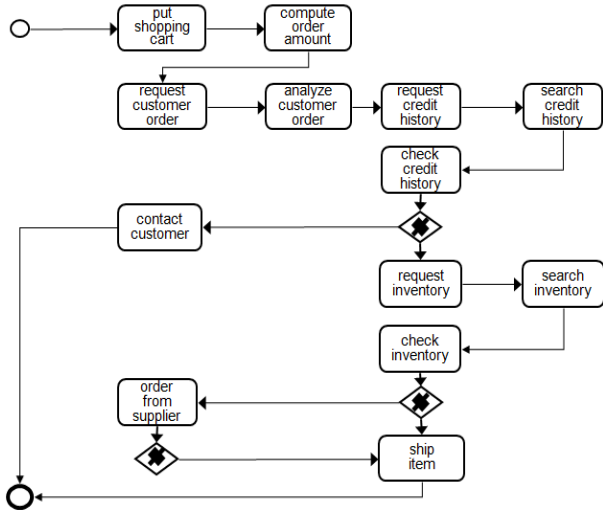 put
shopping
cart
compute
order
amount
request
customer
order
analyze
customer
order
request
credit
history
search
credit
history
check
credit
history
contact
customer
request
inventory
search
inventory
check
inventory
order
from
supplier
ship
item